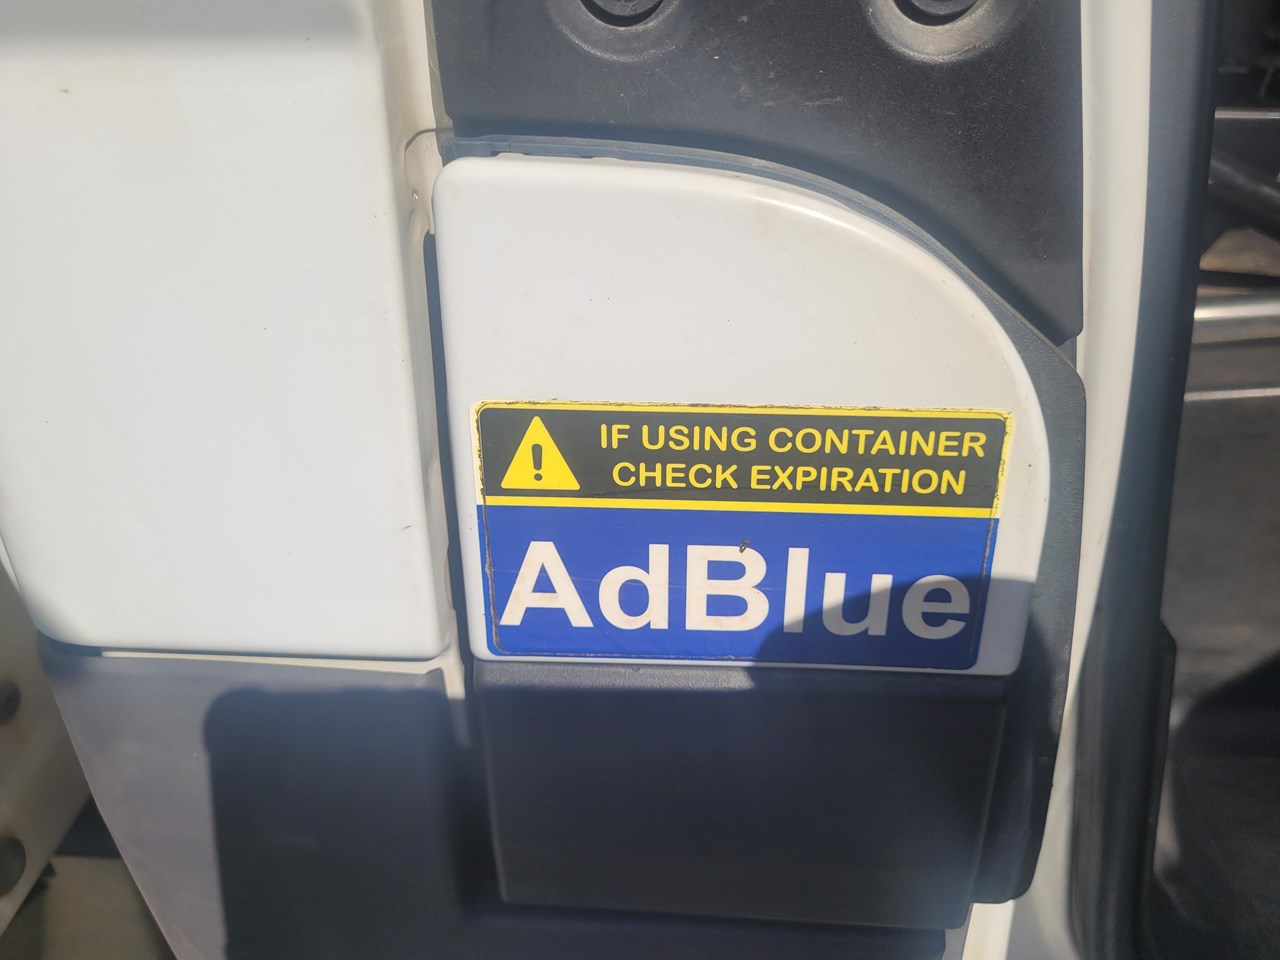 IF USING CONTAINER
CHECK EXPIRATION
AdBlue